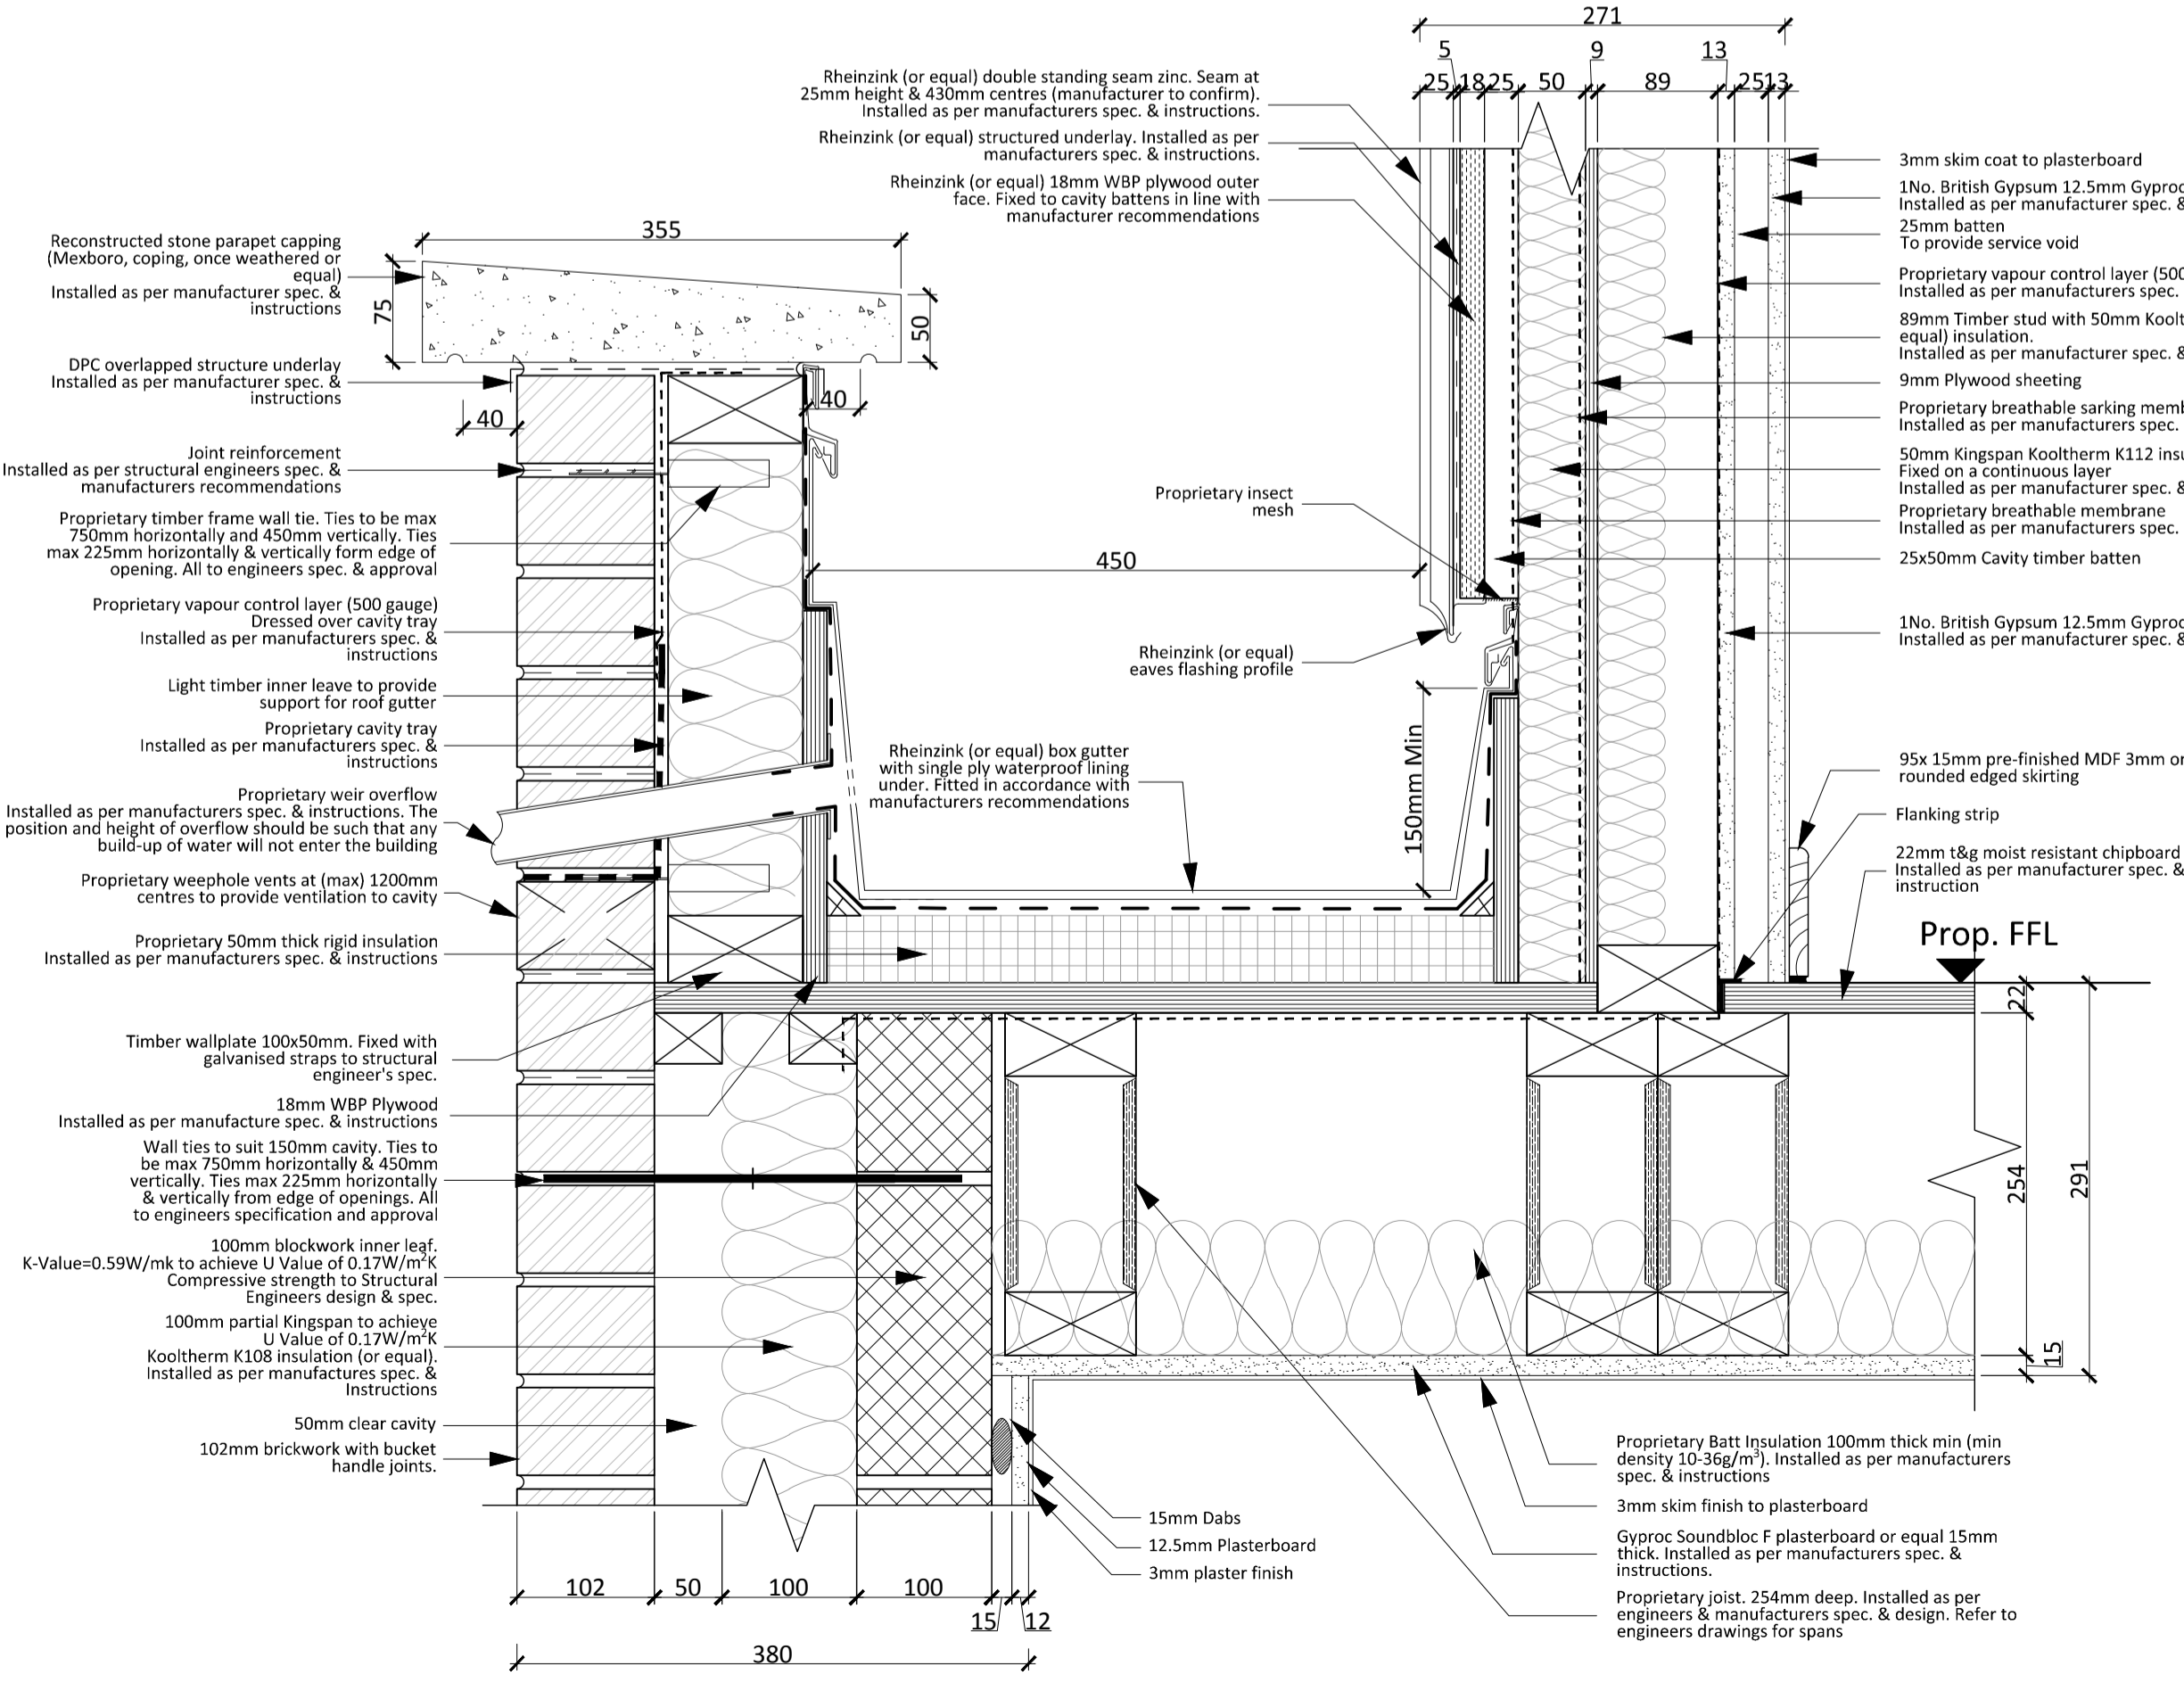 271
5
9
13
25
18
25
50
89
25
13
Rheinzink (or equal) double standing seam zinc. Seam at
25mm height & 430mm centres (manufacturer to confirm).
Installed as per manufacturers spec. & instructions.
Rheinzink (or equal) structured underlay. Installed as per
manufacturers spec. & instructions.
Rheinzink (or equal) 18mm WBP plywood outer
face. Fixed to cavity battens in line with
manufacturer recommendations
355
75
50
40
40
Reconstructed stone parapet capping
(Mexboro, coping, once weathered or
equal)
Installed as per manufacturer spec. &
instructions
DPC overlapped structure underlay
Installed as per manufacturer spec. &
instructions
Joint reinforcement
Installed as per structural engineers spec. &
manufacturers recommendations
Proprietary timber frame wall tie. Ties to be max
750mm horizontally and 450mm vertically. Ties
max 225mm horizontally & vertically form edge of
opening. All to engineers spec. & approval
Proprietary vapour control layer (500 gauge)
Dressed over cavity tray
Installed as per manufacturers spec. &
instructions
Light timber inner leave to provide
support for roof gutter
Proprietary cavity tray
Installed as per manufacturers spec. &
instructions
Proprietary weir overflow
Installed as per manufacturers spec. & instructions. The
position and height of overflow should be such that any
build-up of water will not enter the building
Proprietary weephole vents at (max) 1200mm
centres to provide ventilation to cavity
Proprietary 50mm thick rigid insulation
Installed as per manufacturers spec. & instructions
Timber wallplate 100x50mm. Fixed with
galvanised straps to structural
engineer's spec.
18mm WBP Plywood
Installed as per manufacture spec. & instructions
Wall ties to suit 150mm cavity. Ties to
be max 750mm horizontally & 450mm
vertically. Ties max 225mm horizontally
& vertically from edge of openings. All
to engineers specification and approval
100mm blockwork inner leaf.
K-Value=0.59W/mk to achieve U Value of 0.17W/m²K
Compressive strength to Structural
Engineers design & spec.
100mm partial Kingspan to achieve
U Value of 0.17W/m²K
Kooltherm K108 insulation (or equal).
Installed as per manufactures spec. &
Instructions
50mm clear cavity
102mm brickwork with bucket
handle joints.
450
Proprietary insect
mesh
Rheinzink (or equal)
eaves flashing profile
Rheinzink (or equal) box gutter
with single ply waterproof lining
under. Fitted in accordance with
manufacturers recommendations
150mm Min
3mm skim coat to plasterboard
1No. British Gypsum 12.5mm Gyproc
Installed as per manufacturer spec. &
25mm batten
To provide service void
Proprietary vapour control layer (500
Installed as per manufacturers spec.
89mm Timber stud with 50mm
equal) insulation.
Installed as per manufacturer spec. &
9mm Plywood sheeting
Proprietary breathable sarking
Installed as per manufacturers spec.
50mm Kingspan Kooltherm K112
Fixed on a continuous layer
Installed as per manufacturer spec. &
Proprietary breathable membrane
Installed as per manufacturers spec.
25x50mm Cavity timber batten
1No. British Gypsum 12.5mm Gyproc
Installed as per manufacturer spec. &
95x 15mm pre-finished MDF 3mm or
rounded edged skirting
Flanking strip
22mm t&g moist resistant chipboard
Installed as per manufacturer spec. &
instruction
Prop. FFL
22
254
291
15
Proprietary Batt Insulation 100mm thick min (min
density 10-36g/m³). Installed as per manufacturers
spec. & instructions
3mm skim finish to plasterboard
Gyproc Soundbloc F plasterboard or equal 15mm
thick. Installed as per manufacturers spec. &
instructions.
Proprietary joist. 254mm deep. Installed as per
engineers & manufacturers spec. & design. Refer to
engineers drawings for spans
15mm Dabs
12.5mm Plasterboard
3mm plaster finish
102
50
100
100
15
12
380